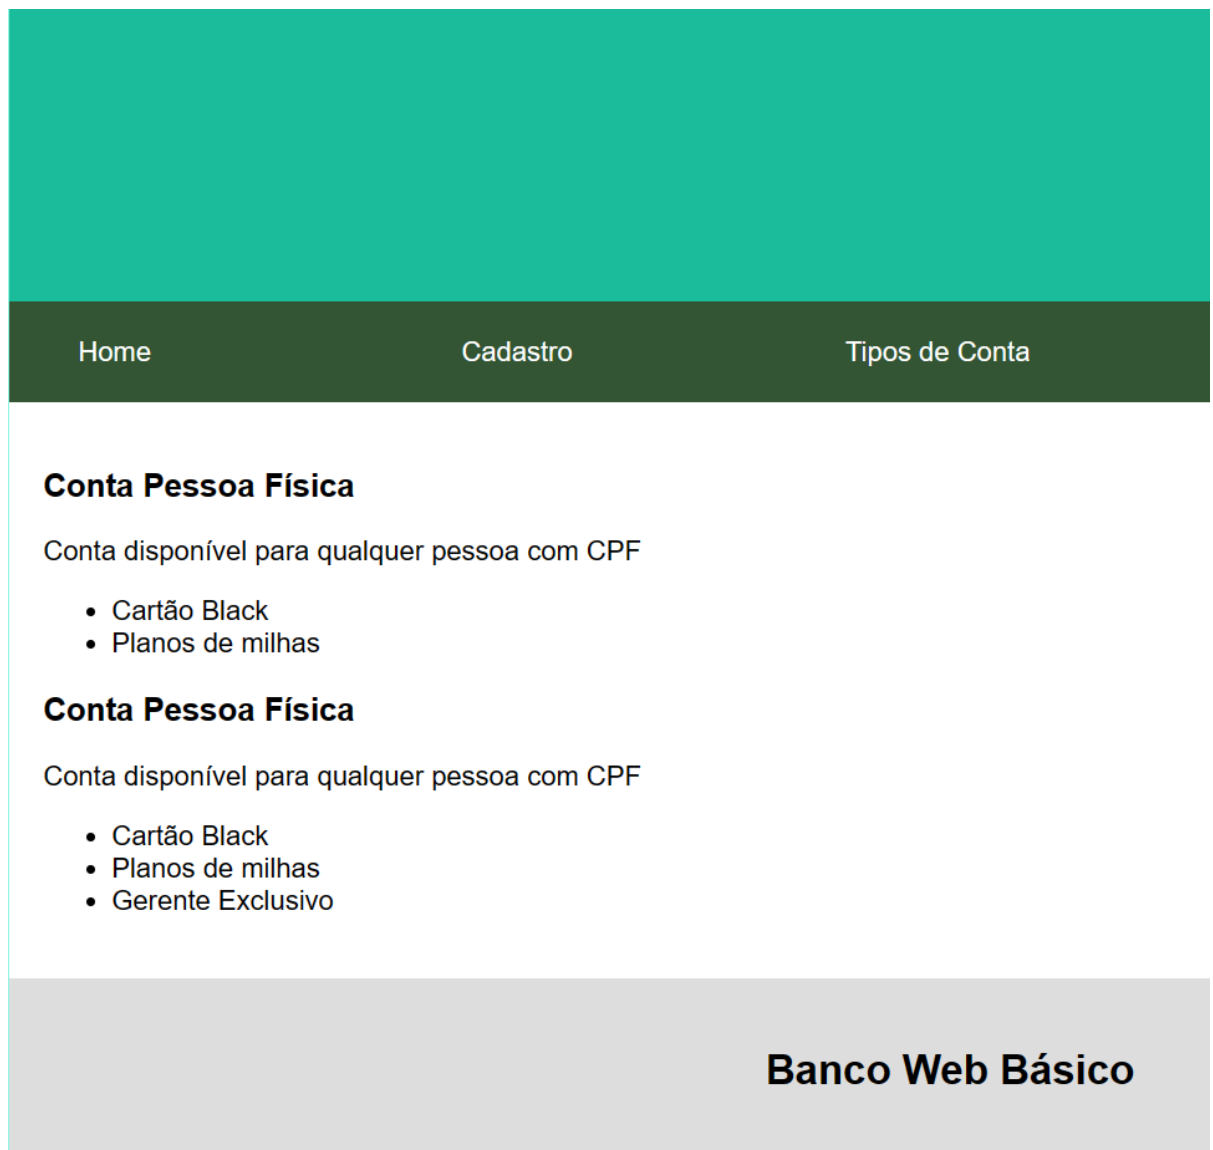 Home Cadastro Tipos de Conta
Conta Pessoa Física
Conta disponível para qualquer pessoa com CPF
Cartão Black
Planos de milhas
Conta Pessoa Física
Conta disponível para qualquer pessoa com CPF
Cartão Black
Planos de milhas
Gerente Exclusivo
Banco Web Básico